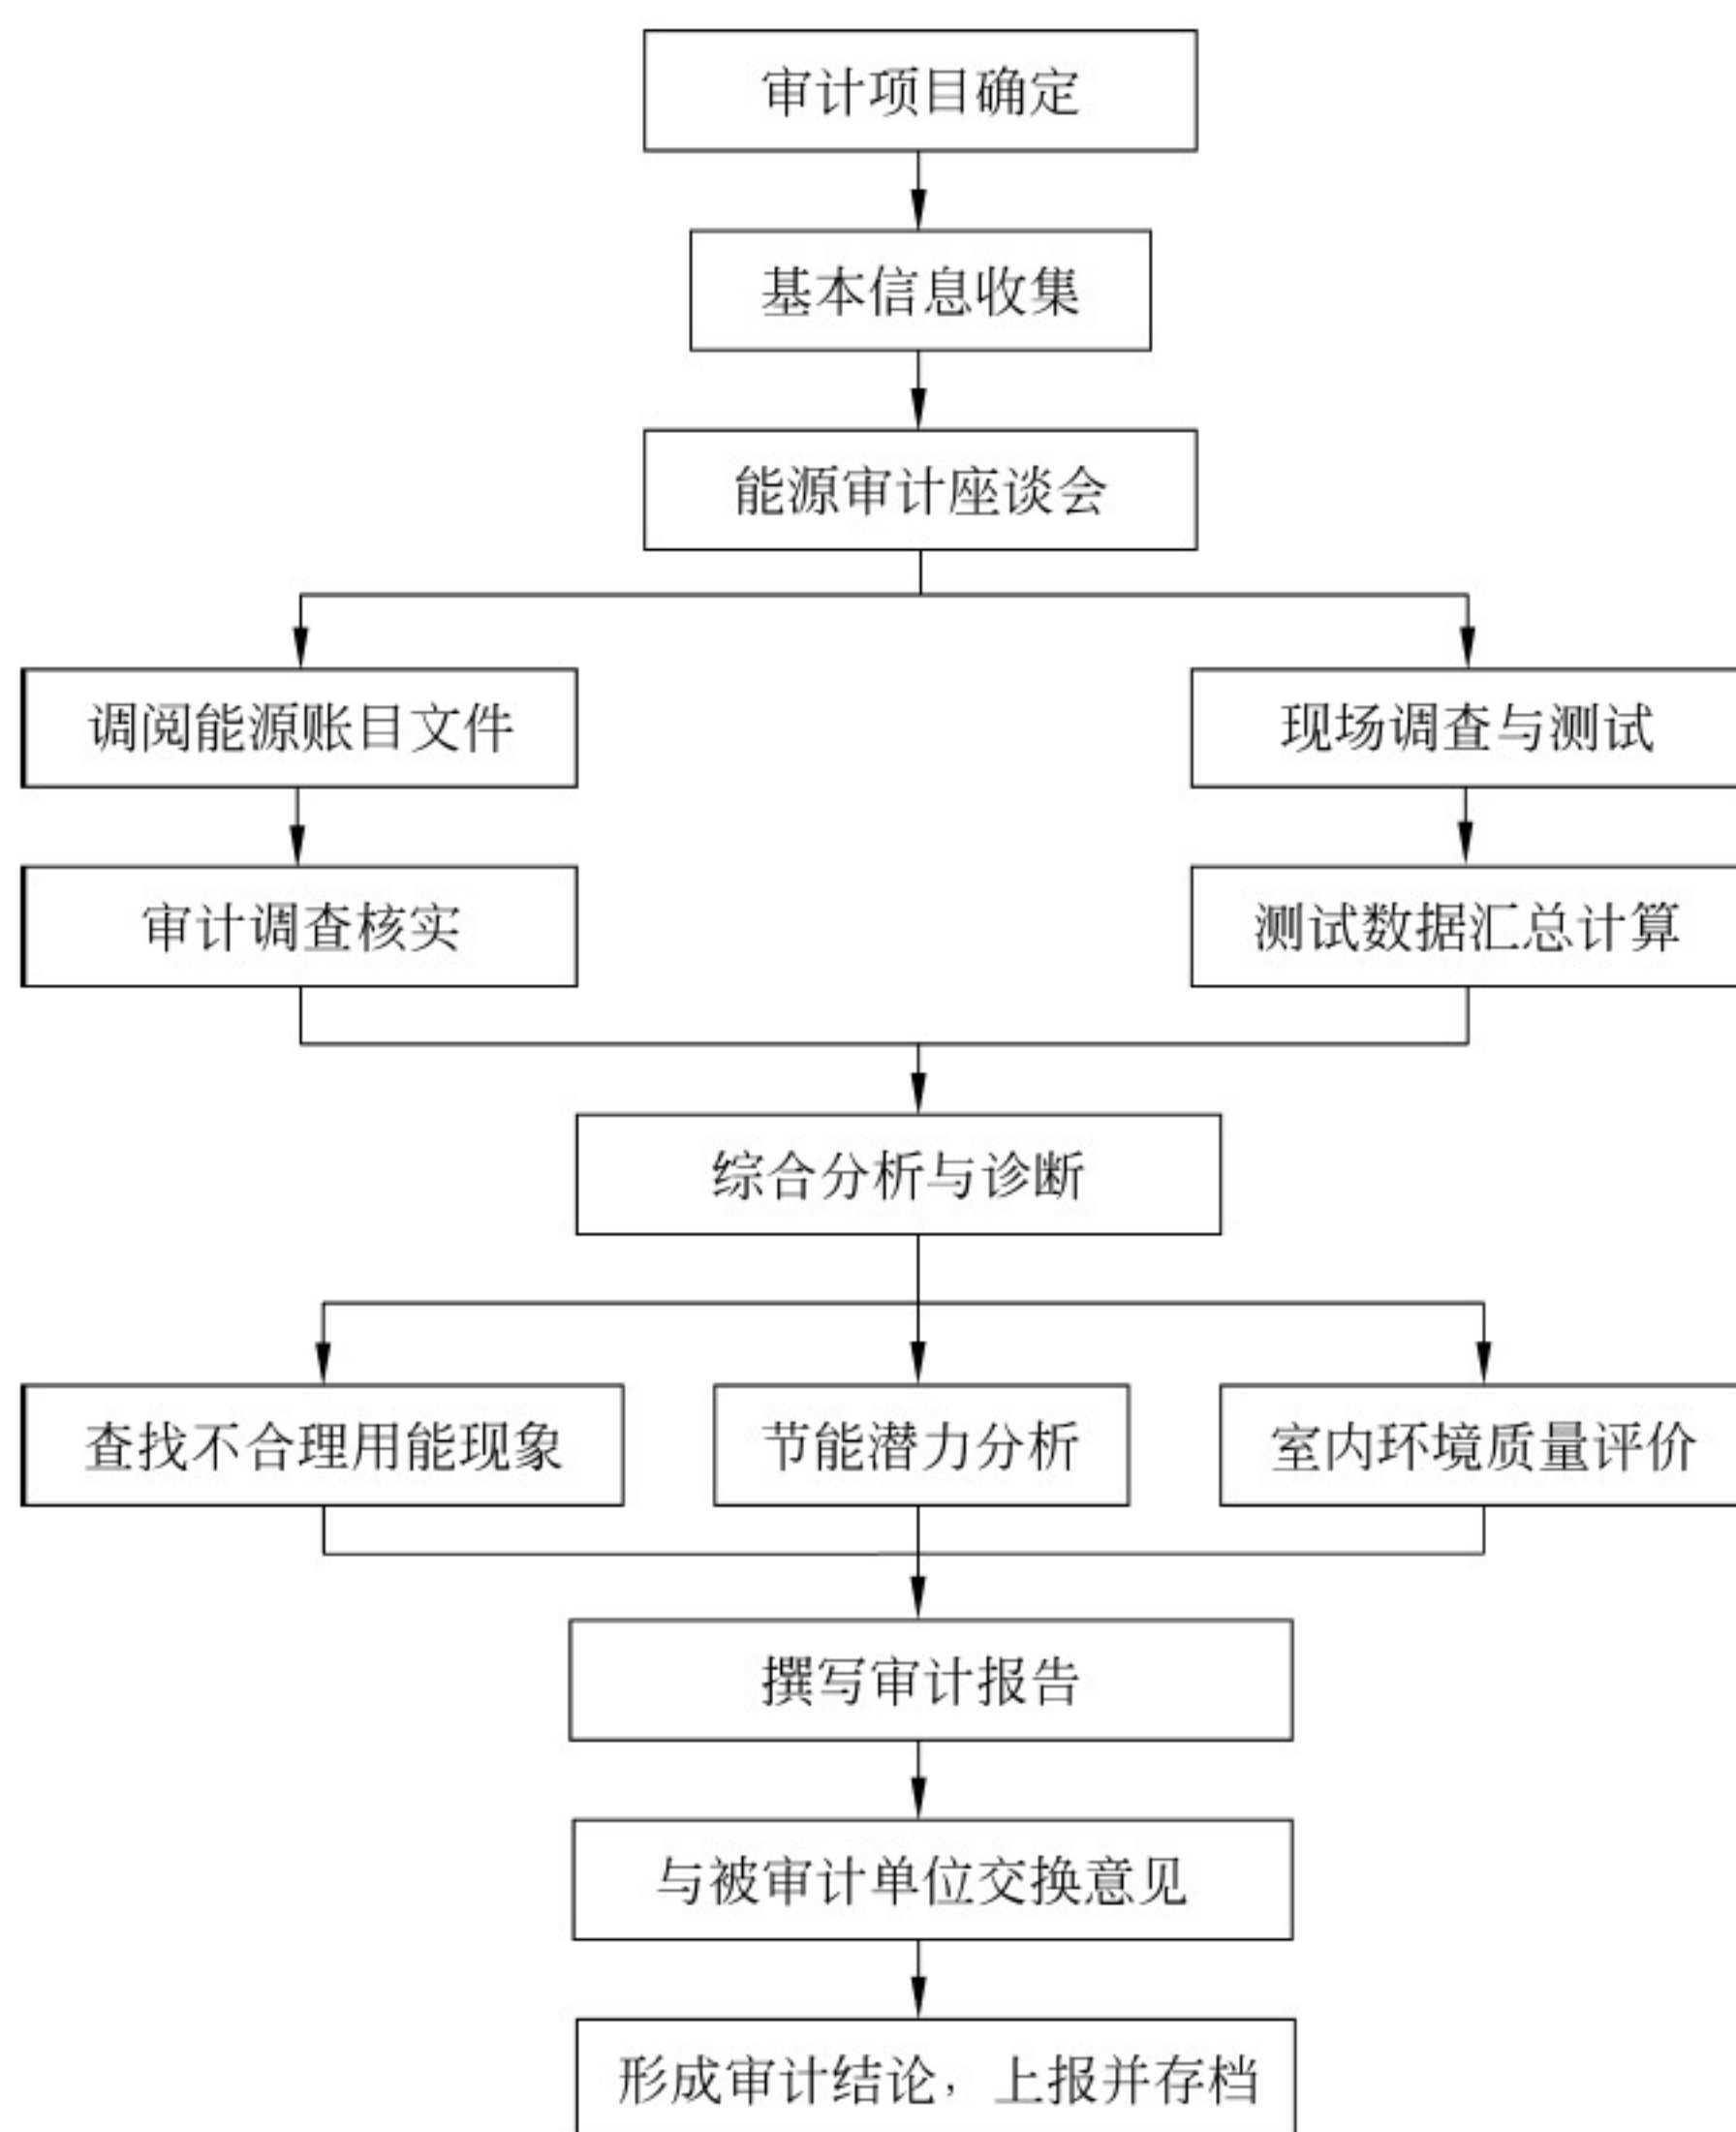 审计项目确定
基本信息收集
能源审计座谈会
调阅能源账目文件
现场调查与测试
审计调查核实
测试数据汇总计算
综合分析与诊断
查找不合理用能现象
节能潜力分析
室内环境质量评价
撰写审计报告
与被审计单位交换意见
形成审计结论，上报并存档